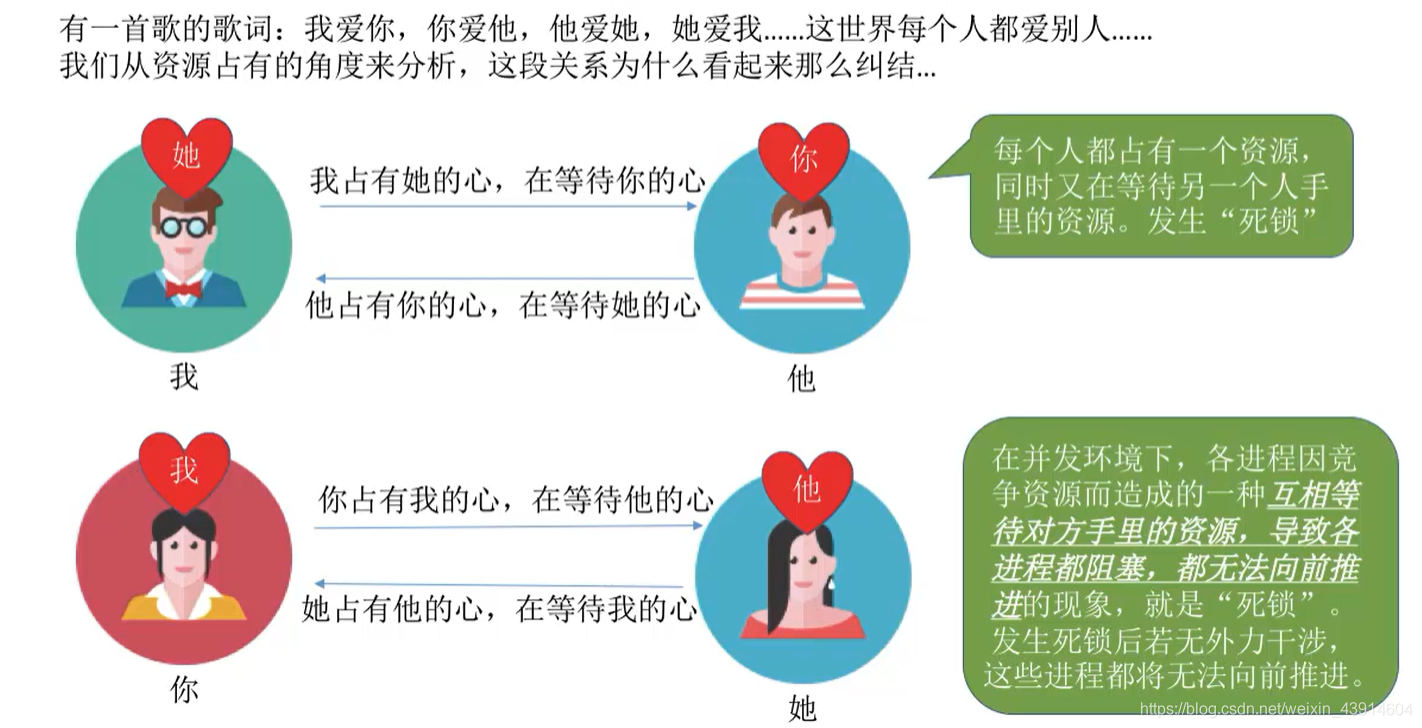 有一首歌的歌词：我爱你，你爱他，他爱她，她爱我......这世界每个人都爱别人......
我们从资源占有的角度来分析，这段关系为什么看起来那么纠结...
她
你
我占有她的心，在等待你的心
他占有你的心，在等待她的心
我
他
每个人都占有一个资源，
同时又在等待另一个人手
里的资源。发生“死锁”
我
他
你占有我的心，在等待他的心
她占有他的心，在等待我的心
你
她
在并发环境下，各进程因竞
争资源而造成的一种互相等
待对方手里的资源，导致各
进程都阻塞，都无法向前推
进的现象，就是“死锁”。
发生死锁后若无外力干涉，
这些进程都将无法向前推进。
https://blog.csdn.net/weixin_43914604